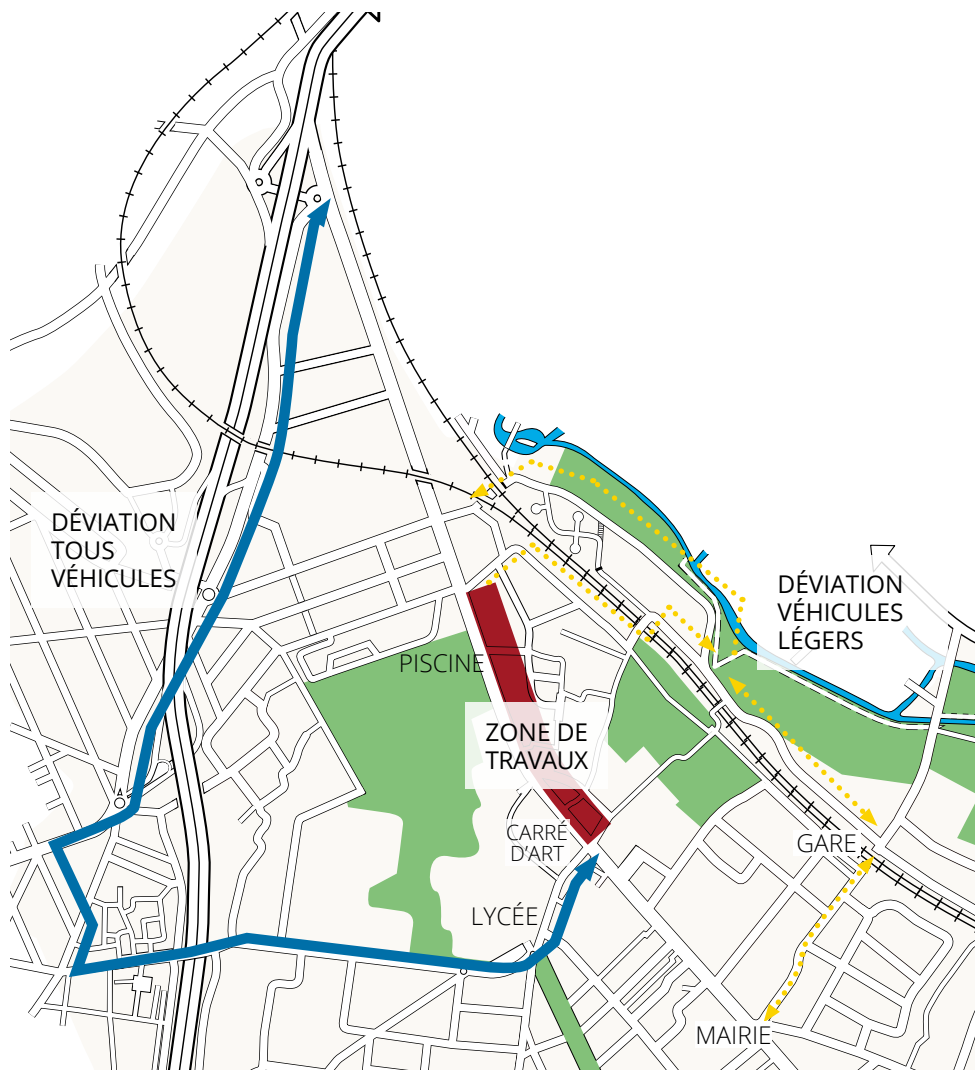 DÉVIATION
TOUS
VÉHICULES
DÉVIATION
VÉHICULES
LÉGERS
PISCINE
ZONE DE
TRAVAUX
CARRÉ
D'ART
GARE
LYCÉE
MAIRIE